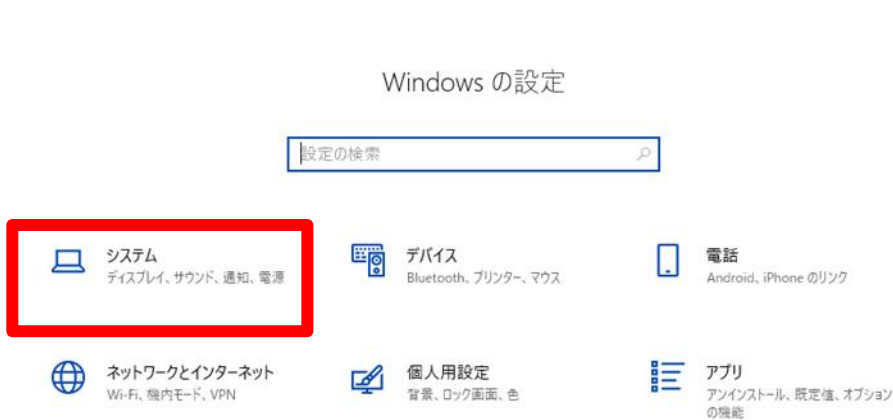 Windows の設定
設定の検索
システム
ディスプレイ、サウンド、通知、電源
デバイス
Bluetooth、プリンター、マウス
電話
Android、iPhone のリンク
ネットワークとインターネット
Wi-Fi、機内モード、VPN
個人用設定
背景、ロック画面、色
アプリ
アンインストール、既定値、オプション
の機能